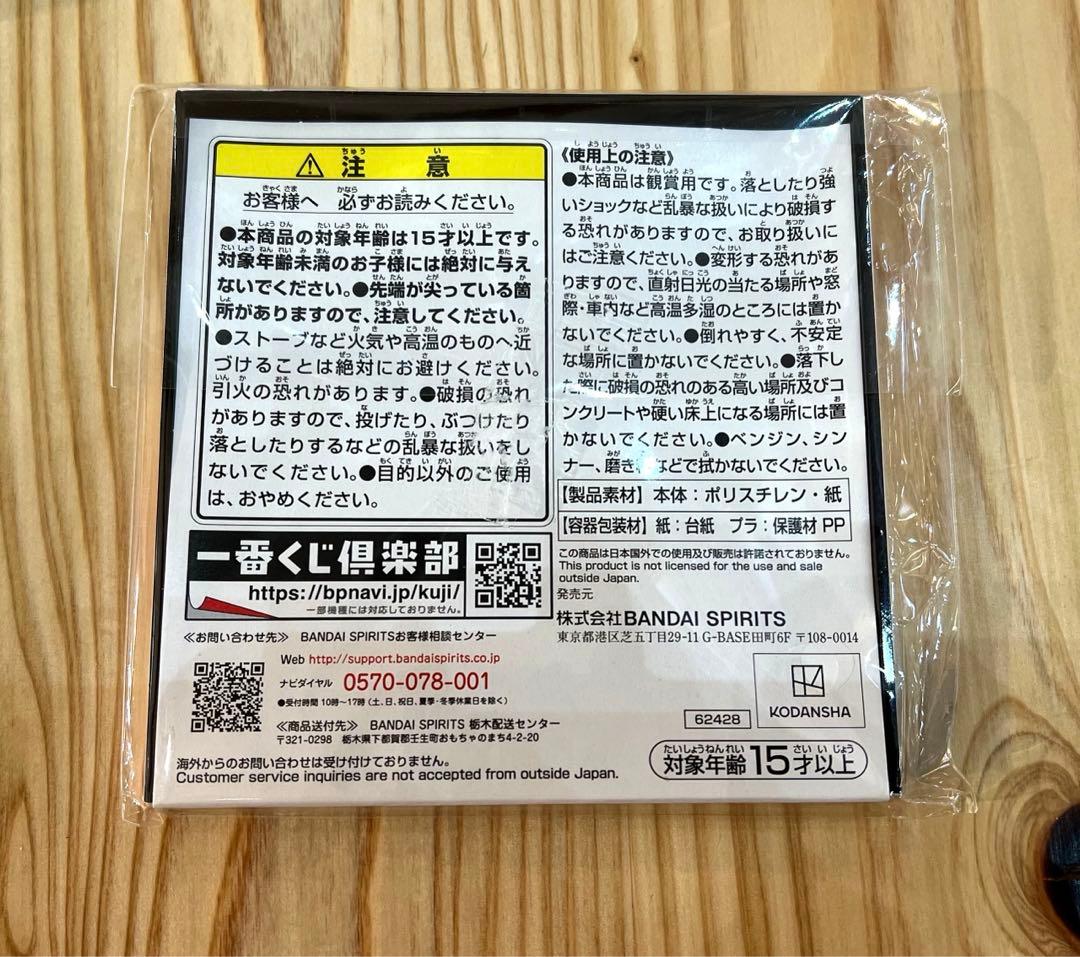 ⚠注意
お客様へ 必ずお読みください。
●本商品の対象年齢は15才以上です。
対象年齢未満のお子様には絶対に与え
ないでください。●先端が尖っている箇
所がありますので、注意してください。
●ストーブなど火気や高温のものへ近
づけることは絶対にお避けください。
引火の恐れがあります。●破損の恐れ
がありますので、投げたり、ぶつけたり
落としたりするなどの乱暴な扱いをし
ないでください。●目的以外のご使用
は、おやめください。
一番くじ倶楽部
https://bpnavi.jp/kuji/
一部機種には対応しておりません。
≪お問い合わせ先≫ BANDAI SPIRITSお客様相談センター
Web http://support.bandaispirits.co.jp
ナビダイヤル 0570-078-001
●受付時間 10時〜17時(土、日、祝日、夏季・冬季休業日を除く)
≪商品送付先≫ BANDAI SPIRITS 栃木配送センター
〒321-0298 栃木県下都賀郡壬生町おもちゃのまち4-2-20
海外からのお問い合わせは受け付けておりません。
Customer service inquiries are not accepted from outside Japan.
《使用上の注意》
●本商品は観賞用です。落としたり強
いショックなど乱暴な扱いにより破損す
る恐れがありますので、お取り扱いに
はご注意ください。●変形する恐れがあ
りますので、直射日光の当たる場所や窓
際・車内など高温多湿のところには置か
ないでください。●倒れやすく、不安定
な場所に置かないでください。●落下し
た際に破損の恐れのある高い場所及びコ
ンクリートや硬い床上になる場所には置
かないでください。●ベンジン、シン
ナー、磨き などで拭かないでください。
【製品素材】本体:ポリスチレン・紙
【容器包装材】紙:台紙 プラ:保護材 PP
この商品は日本国外での使用及び販売は許諾されておりません。
This product is not licensed for the use and sale
outside Japan.
発売元
株式会社BANDAI SPIRITS
東京都港区芝五丁目29-11 G-BASE田町6F 〒108-0014
KODANSHA
62428
対象年齢15才以上